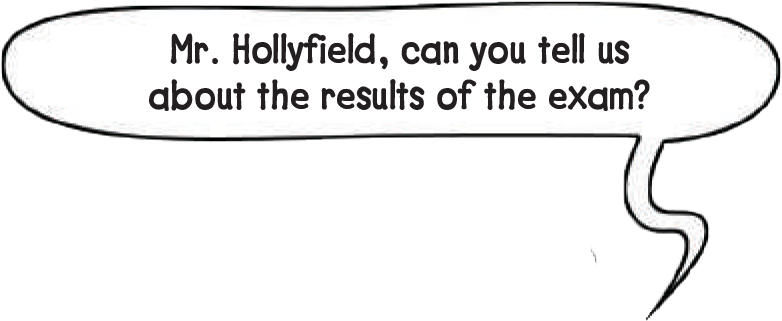 Mr. Hollyfield, can you tell us
about the results of the exam?